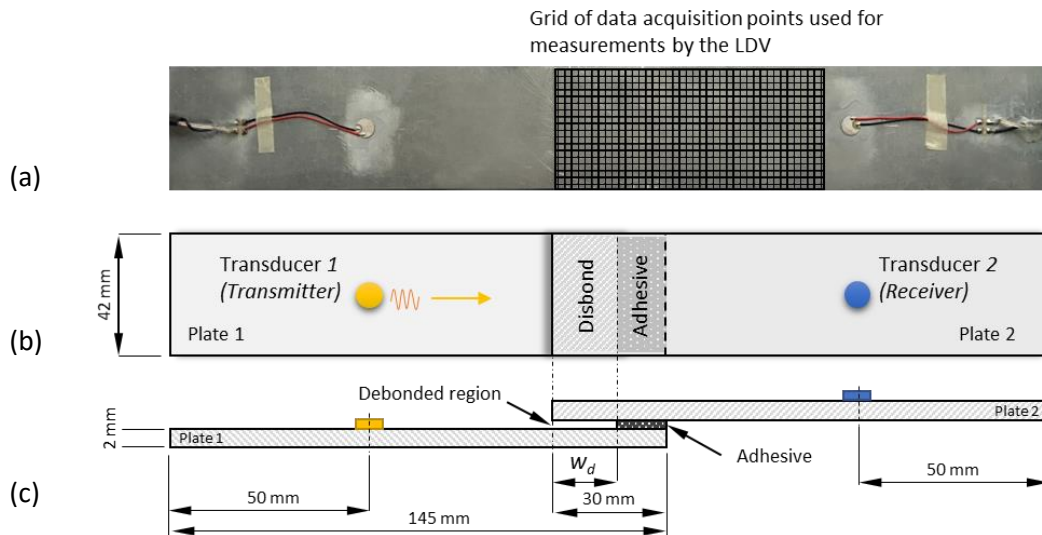 Grid of data acquisition points used for
measurements by the LDV
(a)
42 mm
Transducer 1
(Transmitter)
Plate 1
Disbond
Adhesive
Transducer 2
(Receiver)
Plate 2
(b)
Debonded region
2 mm
Plate 1
Plate 2
Adhesive
wd
(c)
50 mm
30 mm
50 mm
145 mm